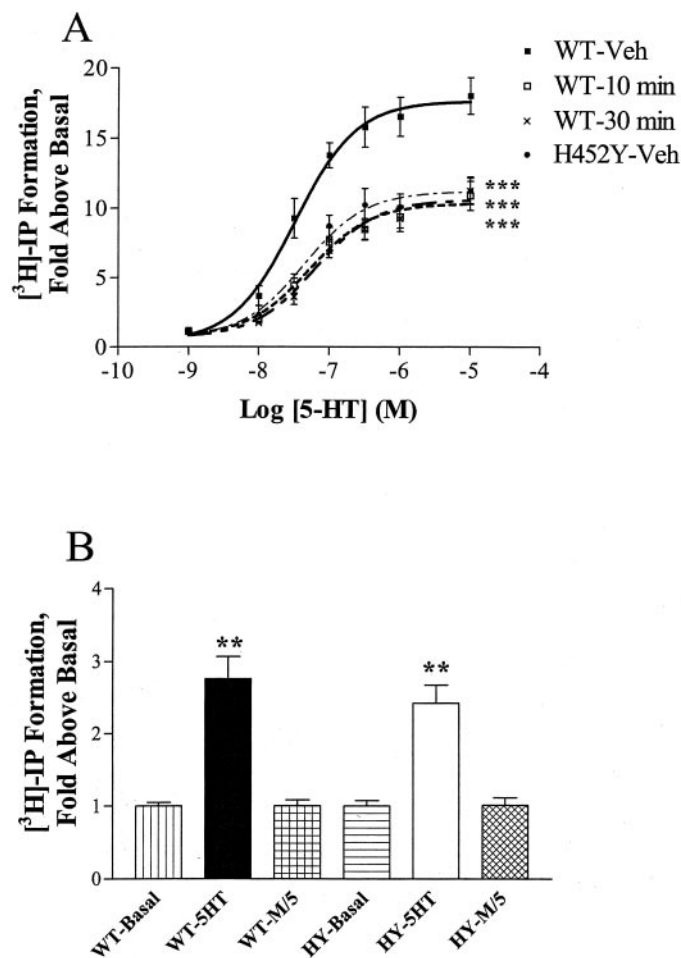 A
WT-Veh
WT-10 min
WT-30 min
H452Y-Veh
[³H]-IP Formation,
Fold Above Basal
20
15
10
5
0
***
***
***
-10 -9 -8 -7 -6 -5 -4
Log [5-HT] (M)
B
[³H]-IP Formation,
Fold Above Basal
4
3
2
1
0
**
**
WT-Basal
WT-5HT
WT-M/5
HY-Basal
HY-5HT
HY-M/5